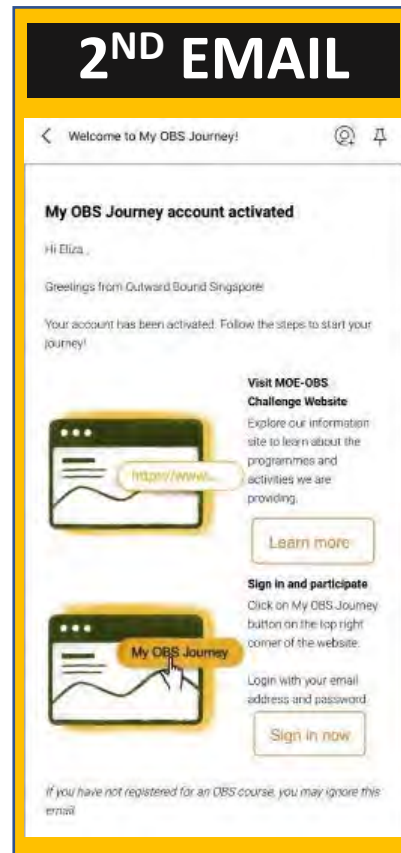 2ND EMAIL
Welcome to My OBS Journey!
My OBS Journey account activated
Hi Eliza ,
Greetings from Outward Bound Singapore!
Your account has been activated. Follow the steps to start your
journey!
Visit MOE-OBS
Challenge Website
Explore our information
site to learn about the
programmes and
activities we are
providing.
https://www...
Learn more
Sign in and participate
Click on My OBS Journey
button on the top right
corner of the website.
My OBS Journey
Login with your email
address and password
Sign in now
If you have not registered for an OBS course, you may ignore this
email.